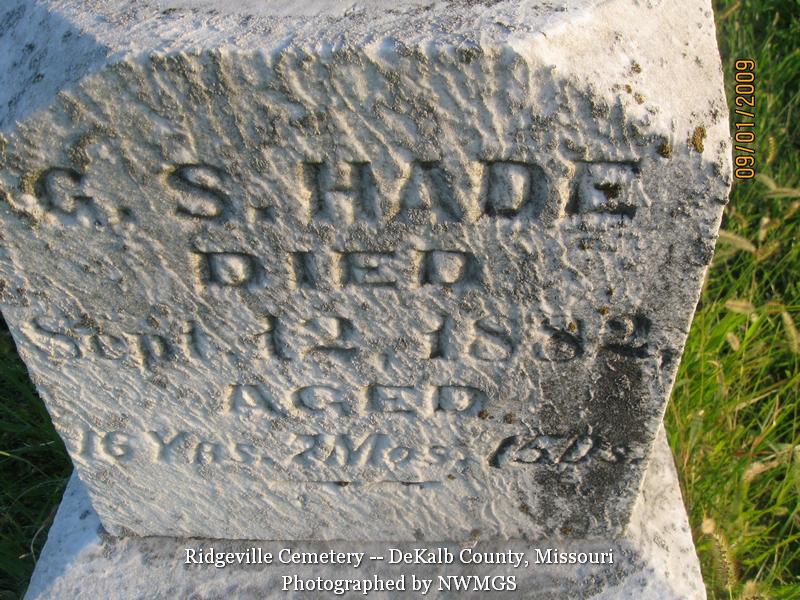 G. S. HADE
DIED
Sept. 12, 1882,
AGED
16 Yrs. 7 Mos. 15 Ds.
09/01/2009
Ridgeville Cemetery -- DeKalb County, Missouri
Photographed by NWMGS